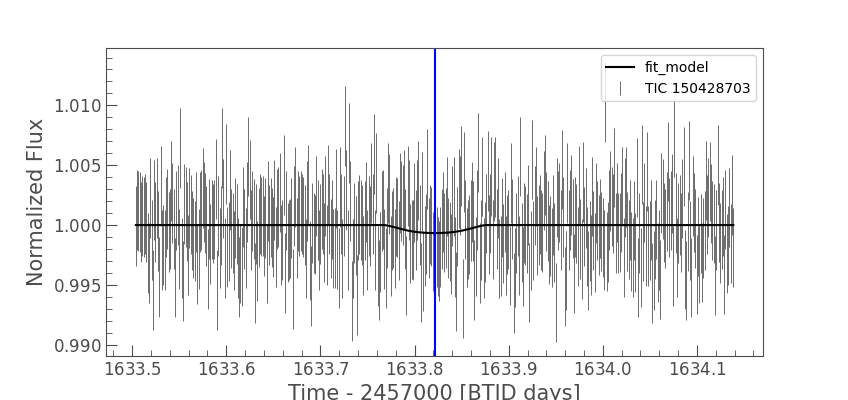 fit_model
TIC 150428703
Normalized Flux
1.010
1.005
1.000
0.995
0.990
1633.5 1633.6 1633.7 1633.8 1633.9 1634.0 1634.1
Time - 2457000 [BTJD days]